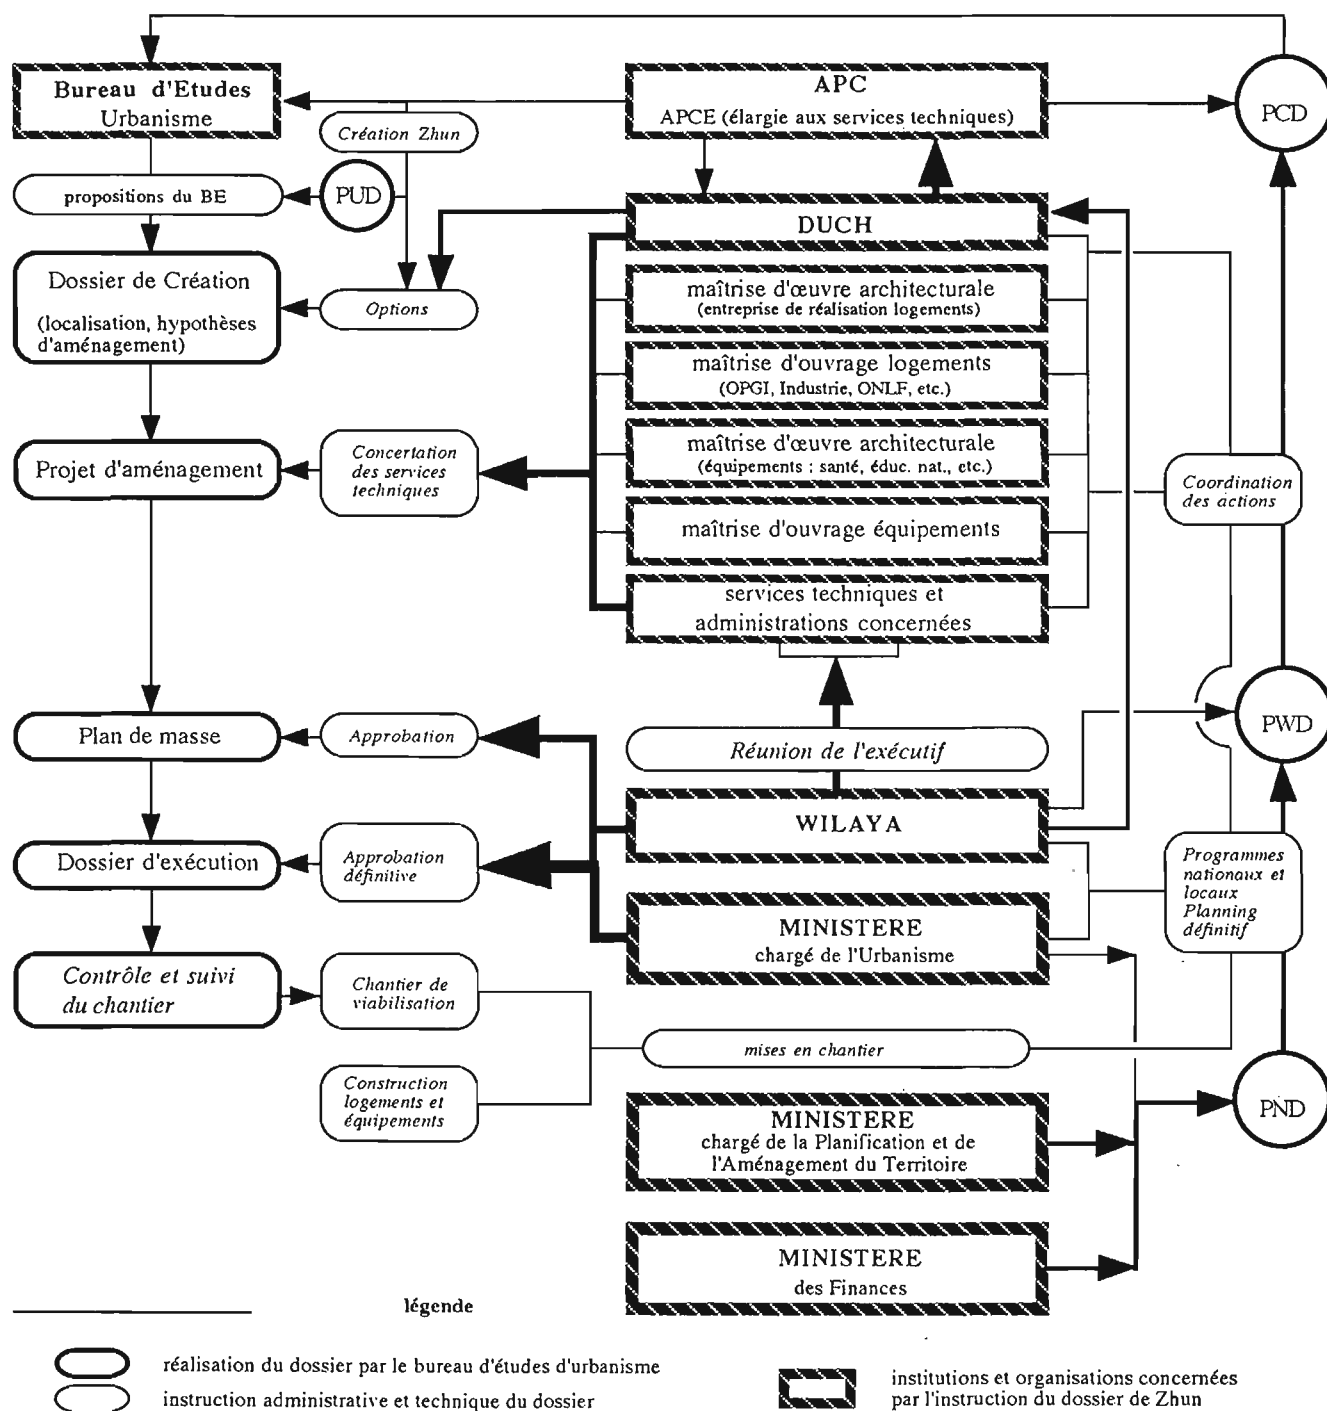 Bureau d'Etudes
Urbanisme
Création Zhun
propositions du BE
PUD
Dossier de Création
(localisation, hypothèses
d'aménagement)
Options
Projet d'aménagement
Concertation
des services
techniques
Plan de masse
Approbation
Dossier d'exécution
Approbation
définitive
Contrôle et suivi
du chantier
Chantier de
viabilisation
Construction
logements et
équipements
APC
APCE (élargie aux services techniques)
DUCH
maîtrise d'œuvre architecturale
(entreprise de réalisation logements)
maîtrise d'ouvrage logements
(OPGI, Industrie, ONLF, etc.)
maîtrise d'œuvre architecturale
(équipements : santé, éduc. nat., etc.)
maîtrise d'ouvrage équipements
services techniques et
administrations concernées
Réunion de l'exécutif
WILAYA
MINISTERE
chargé de l'Urbanisme
mises en chantier
MINISTERE
chargé de la Planification et de
l'Aménagement du Territoire
MINISTERE
des Finances
PCD
Coordination
des actions
PWD
Programmes
nationaux et
locaux
Planning
définitif
PND
légende
réalisation du dossier par le bureau d'études d'urbanisme
instruction administrative et technique du dossier
institutions et organisations concernées
par l'instruction du dossier de Zhun